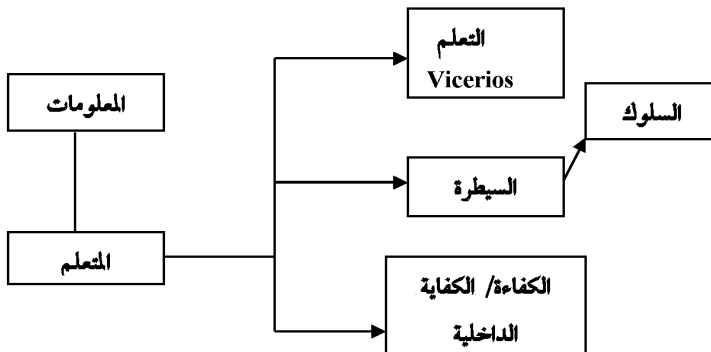 التعلم
Vicerios
المعلومات
السلوك
السيطرة
المتعلم
الكفاءة/ الكفاية
الداخلية